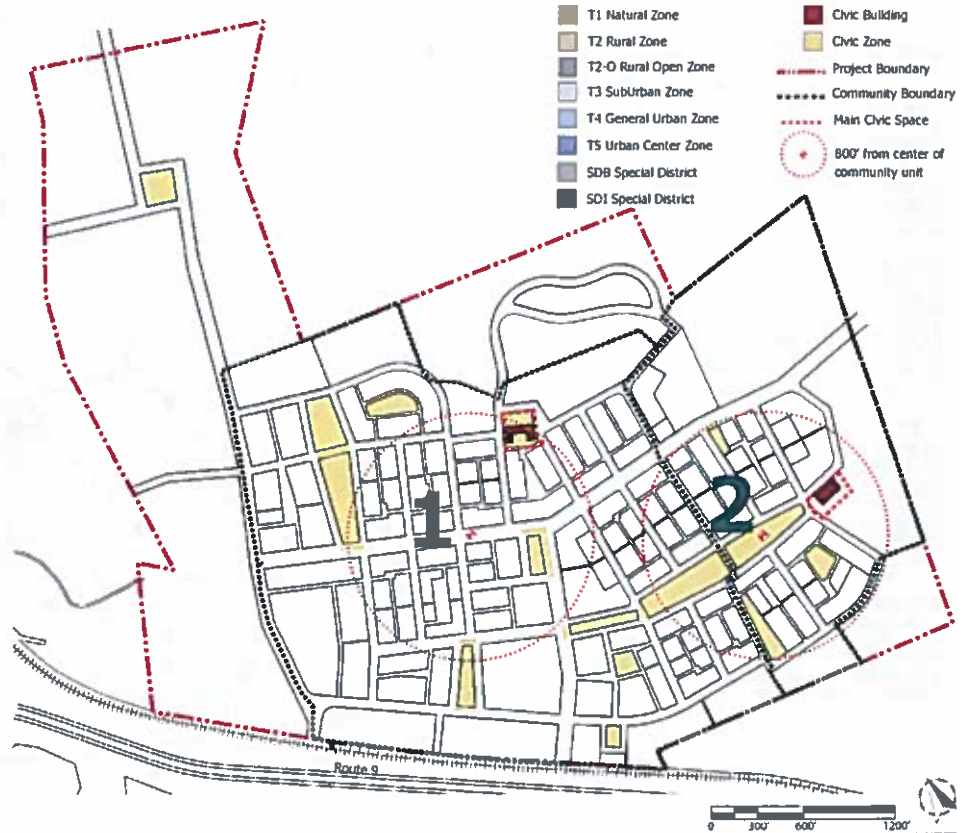 T1 Natural Zone
T2 Rural Zone
T2-O Rural Open Zone
T3 SubUrban Zone
T4 General Urban Zone
T5 Urban Center Zone
SDB Special District
SDI Special District
Civic Building
Civic Zone
Project Boundary
Community Boundary
Main Civic Space
800' from center of
community unit
1
2
Route 9
0 300' 600' 1200'